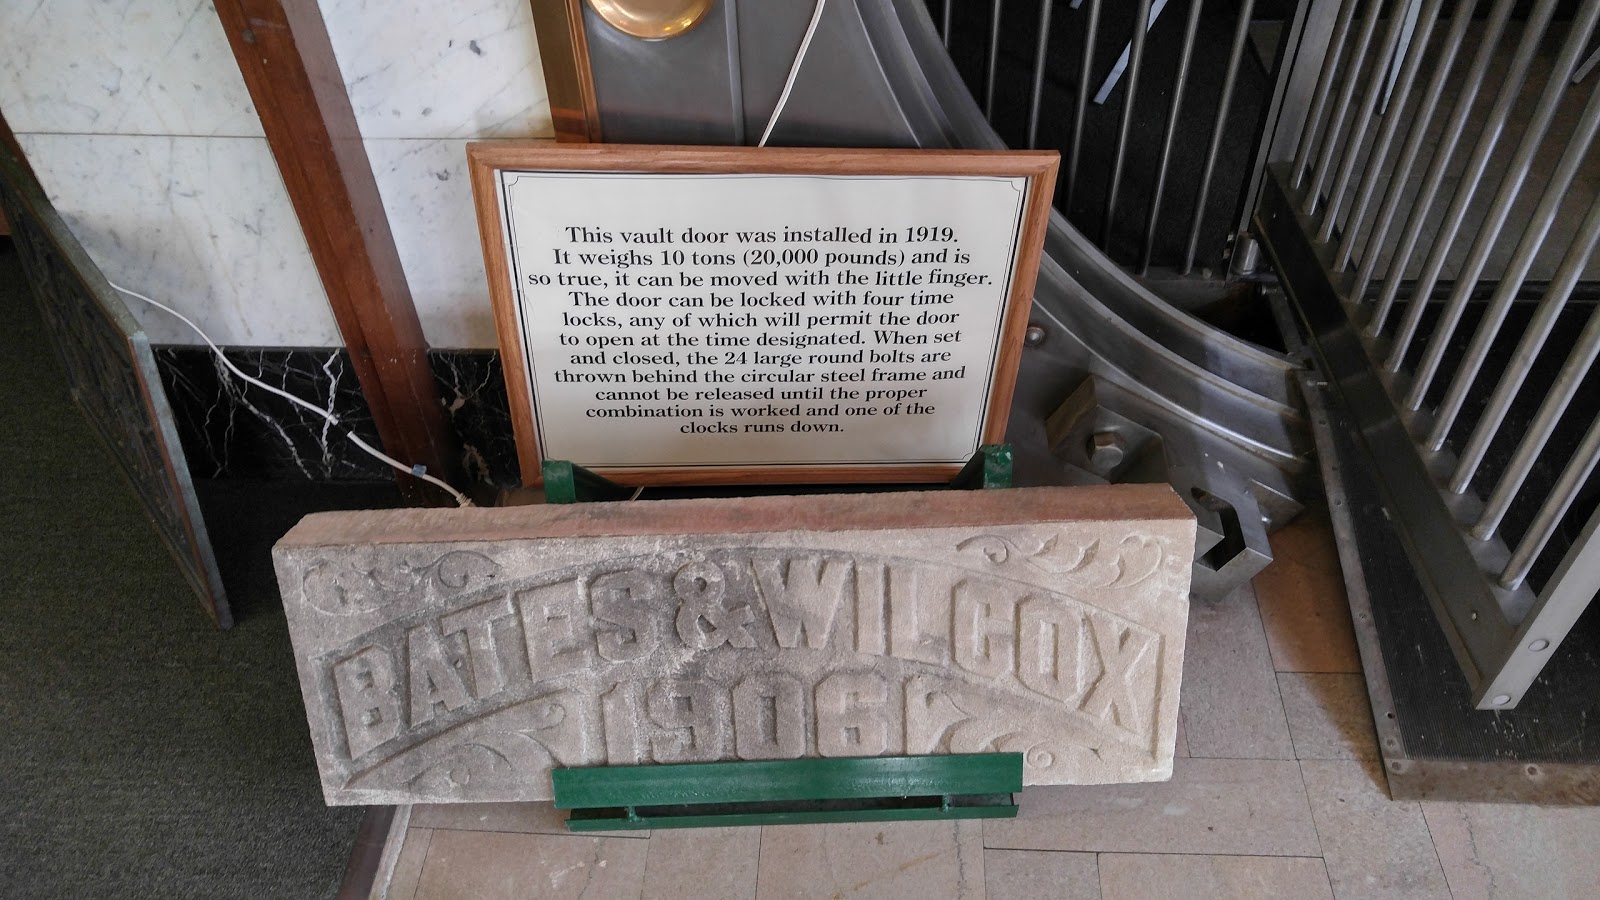 This vault door was installed in 1919.
It weighs 10 tons (20,000 pounds) and is
so true, it can be moved with the little finger.
The door can be locked with four time
locks, any of which will permit the door
to open at the time designated. When set
and closed, the 24 large round bolts are
thrown behind the circular steel frame and
cannot be released until the proper
combination is worked and one of the
clocks runs down.
BATES & WILCOX
1906